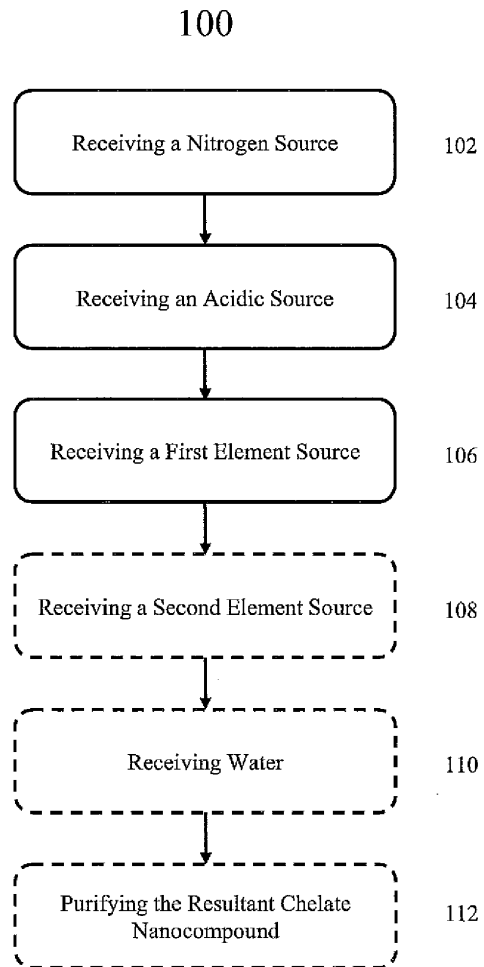 100
Receiving a Nitrogen Source 102
Receiving an Acidic Source 104
Receiving a First Element Source 106
Receiving a Second Element Source 108
Receiving Water 110
Purifying the Resultant Chelate
Nanocompound 112